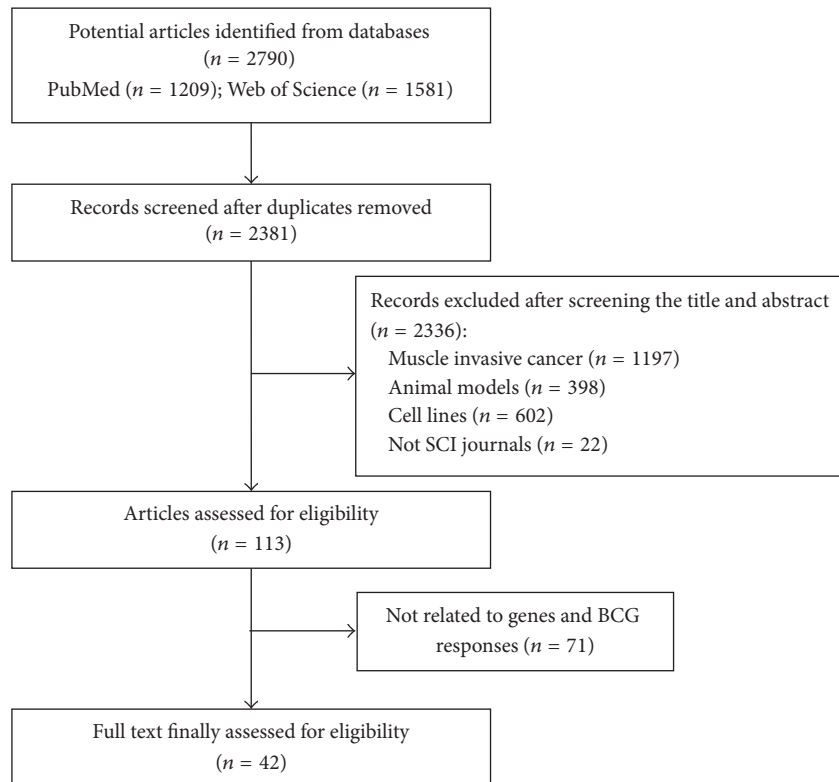 Potential articles identified from databases
(n = 2790)
PubMed (n = 1209); Web of Science (n = 1581)
Records screened after duplicates removed
(n = 2381)
Records excluded after screening the title and abstract
(n = 2336):
Muscle invasive cancer (n = 1197)
Animal models (n = 398)
Cell lines (n = 602)
Not SCI journals (n = 22)
Articles assessed for eligibility
(n = 113)
Not related to genes and BCG
responses (n = 71)
Full text finally assessed for eligibility
(n = 42)